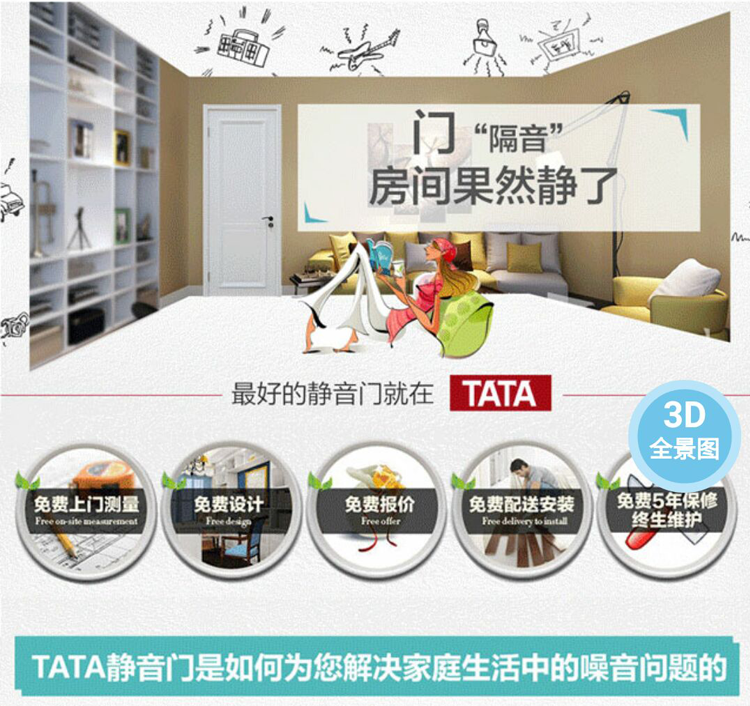 门“隔音”
房间果然静了
最好的静音门就在 TATA
3D
全景图
免费上门测量
Free on-site measurement
免费设计
Free design
免费报价
Free offer
免费配送安装
Free delivery to install
免费5年保修
终生维护
TATA静音门是如何为您解决家庭生活中的噪音问题的